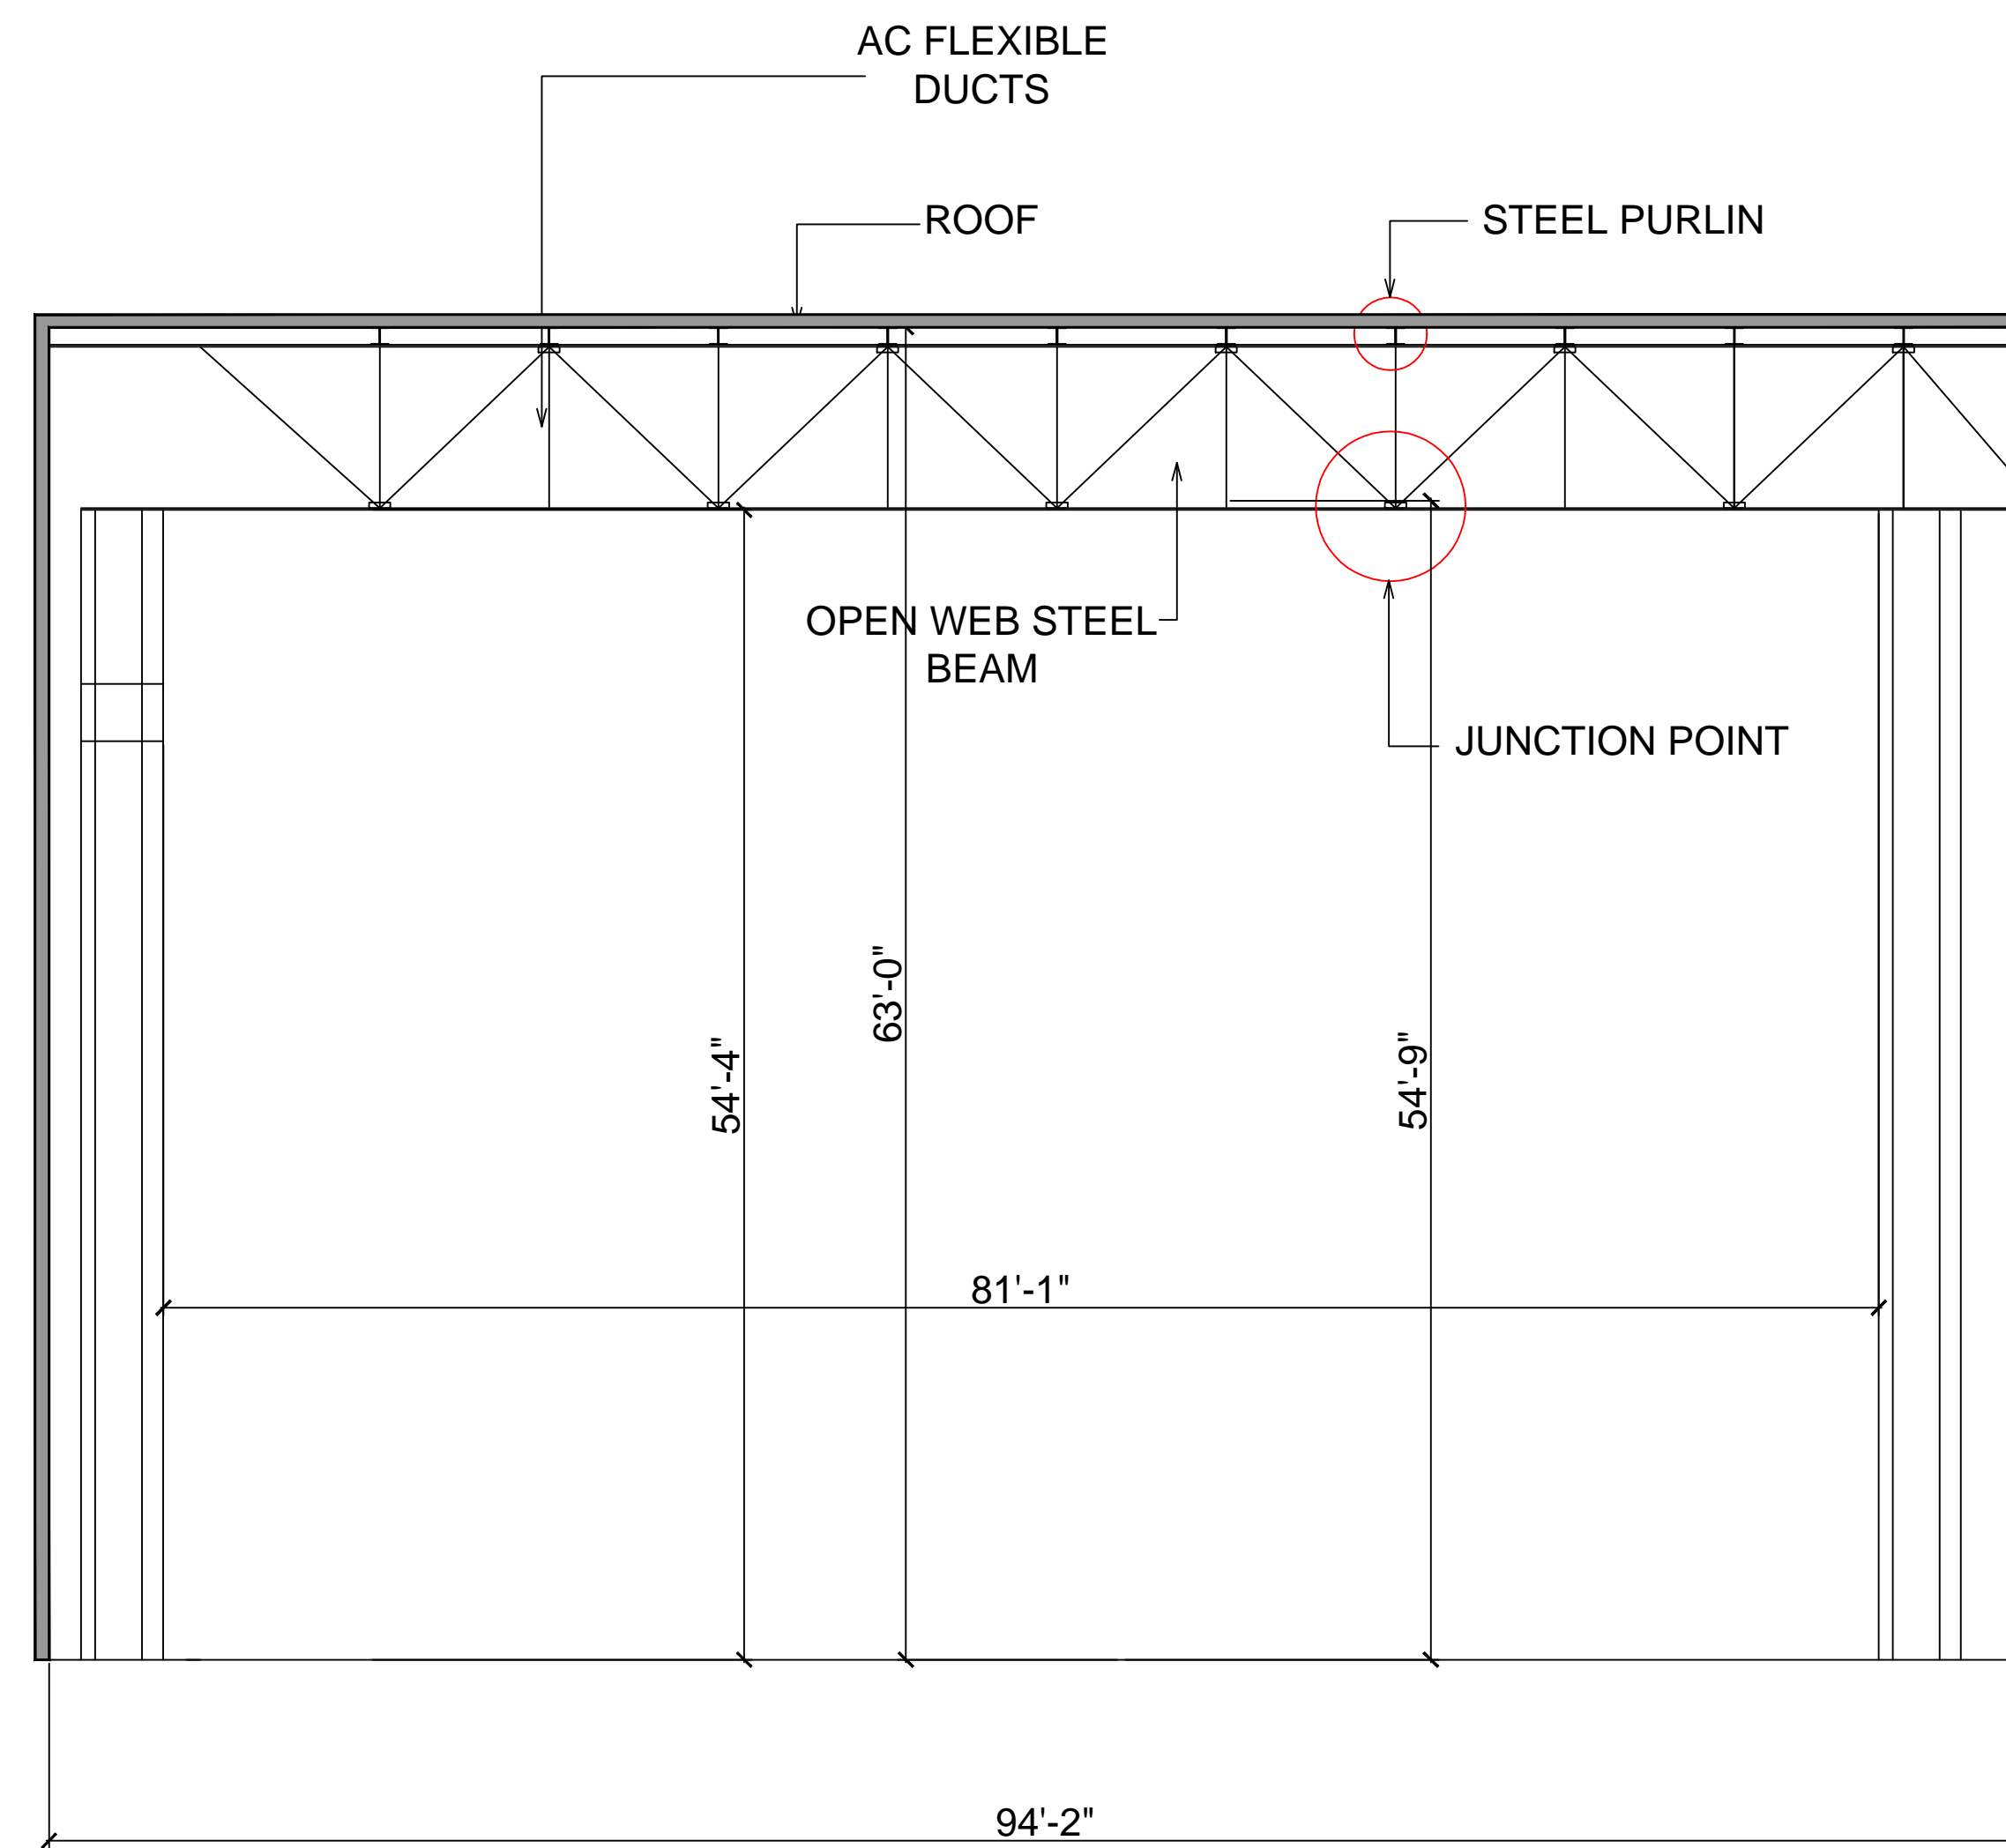 AC FLEXIBLE
DUCTS
ROOF
STEEL PURLIN
OPEN WEB STEEL
BEAM
JUNCTION POINT
54'-4"
63'-0"
54'-9"
81'-1"
94'-2"